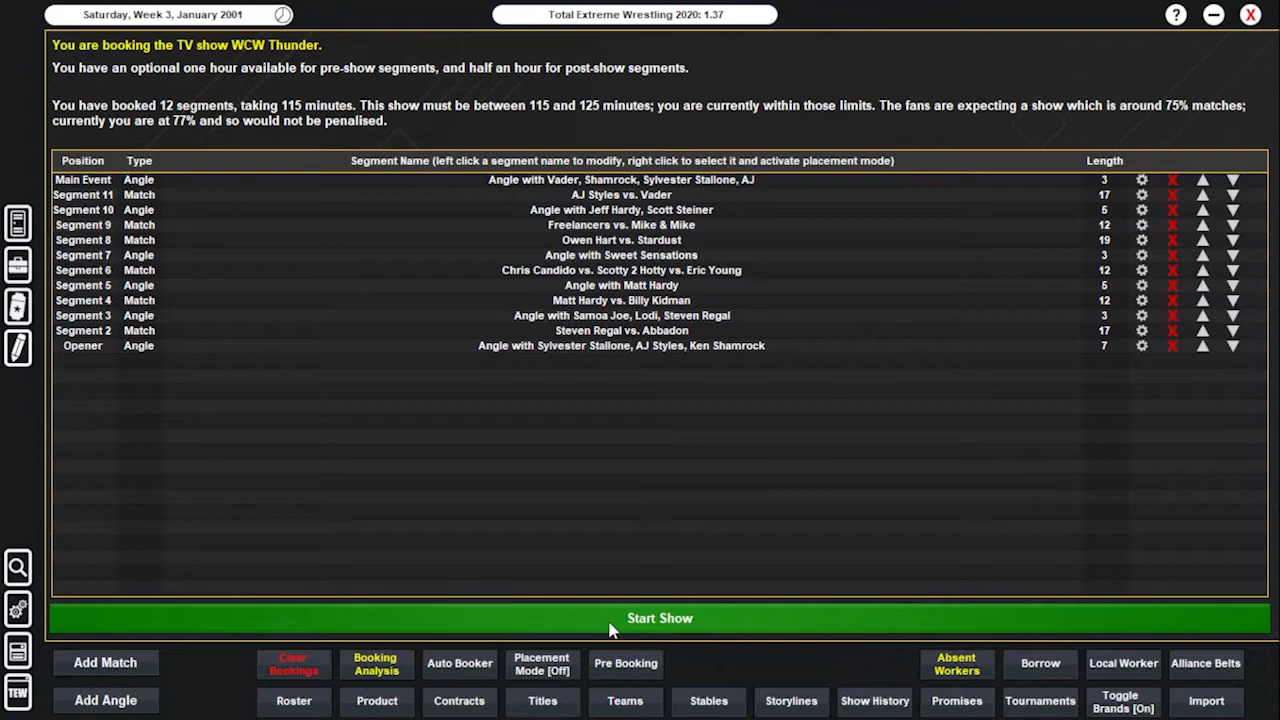 Saturday, Week 3, January 2001
Total Extreme Wrestling 2020: 1.37
?
X
You are booking the TV show WCW Thunder.
You have an optional one hour available for pre-show segments, and half an hour for post-show segments.
You have booked 12 segments, taking 115 minutes. This show must be between 115 and 125 minutes; you are currently within those limits. The fans are expecting a show which is around 75% matches;
currently you are at 77% and so would not be penalised.
Position Type Segment Name (left click a segment name to modify, right click to select it and activate placement mode) Length
Main Event Angle Angle with Vader, Shamrock, Sylvester Stallone, AJ 3 X
Segment 11 Match AJ Styles vs. Vader 17 X
Segment 10 Angle Angle with Jeff Hardy, Scott Steiner 5 X
Segment 9 Match Freelancers vs. Mike & Mike 12 X
Segment 8 Match Owen Hart vs. Stardust 19 X
Segment 7 Angle Angle with Sweet Sensations 3 X
Segment 6 Match Chris Candido vs. Scotty 2 Hotty vs. Eric Young 12 X
Segment 5 Angle Angle with Matt Hardy 5 X
Segment 4 Match Matt Hardy vs. Billy Kidman 12 X
Segment 3 Angle Angle with Samoa Joe, Lodi, Steven Regal 3 X
Segment 2 Match Steven Regal vs. Abbadon 17 X
Opener Angle Angle with Sylvester Stallone, AJ Styles, Ken Shamrock 7 X
Start Show
Add Match
Clear Bookings
Booking Analysis
Auto Booker
Placement Mode [Off]
Pre Booking
Absent Workers
Borrow
Local Worker
Alliance Belts
TEW
Add Angle
Roster
Product
Contracts
Titles
Teams
Stables
Storylines
Show History
Promises
Tournaments
Toggle Brands [On]
Import